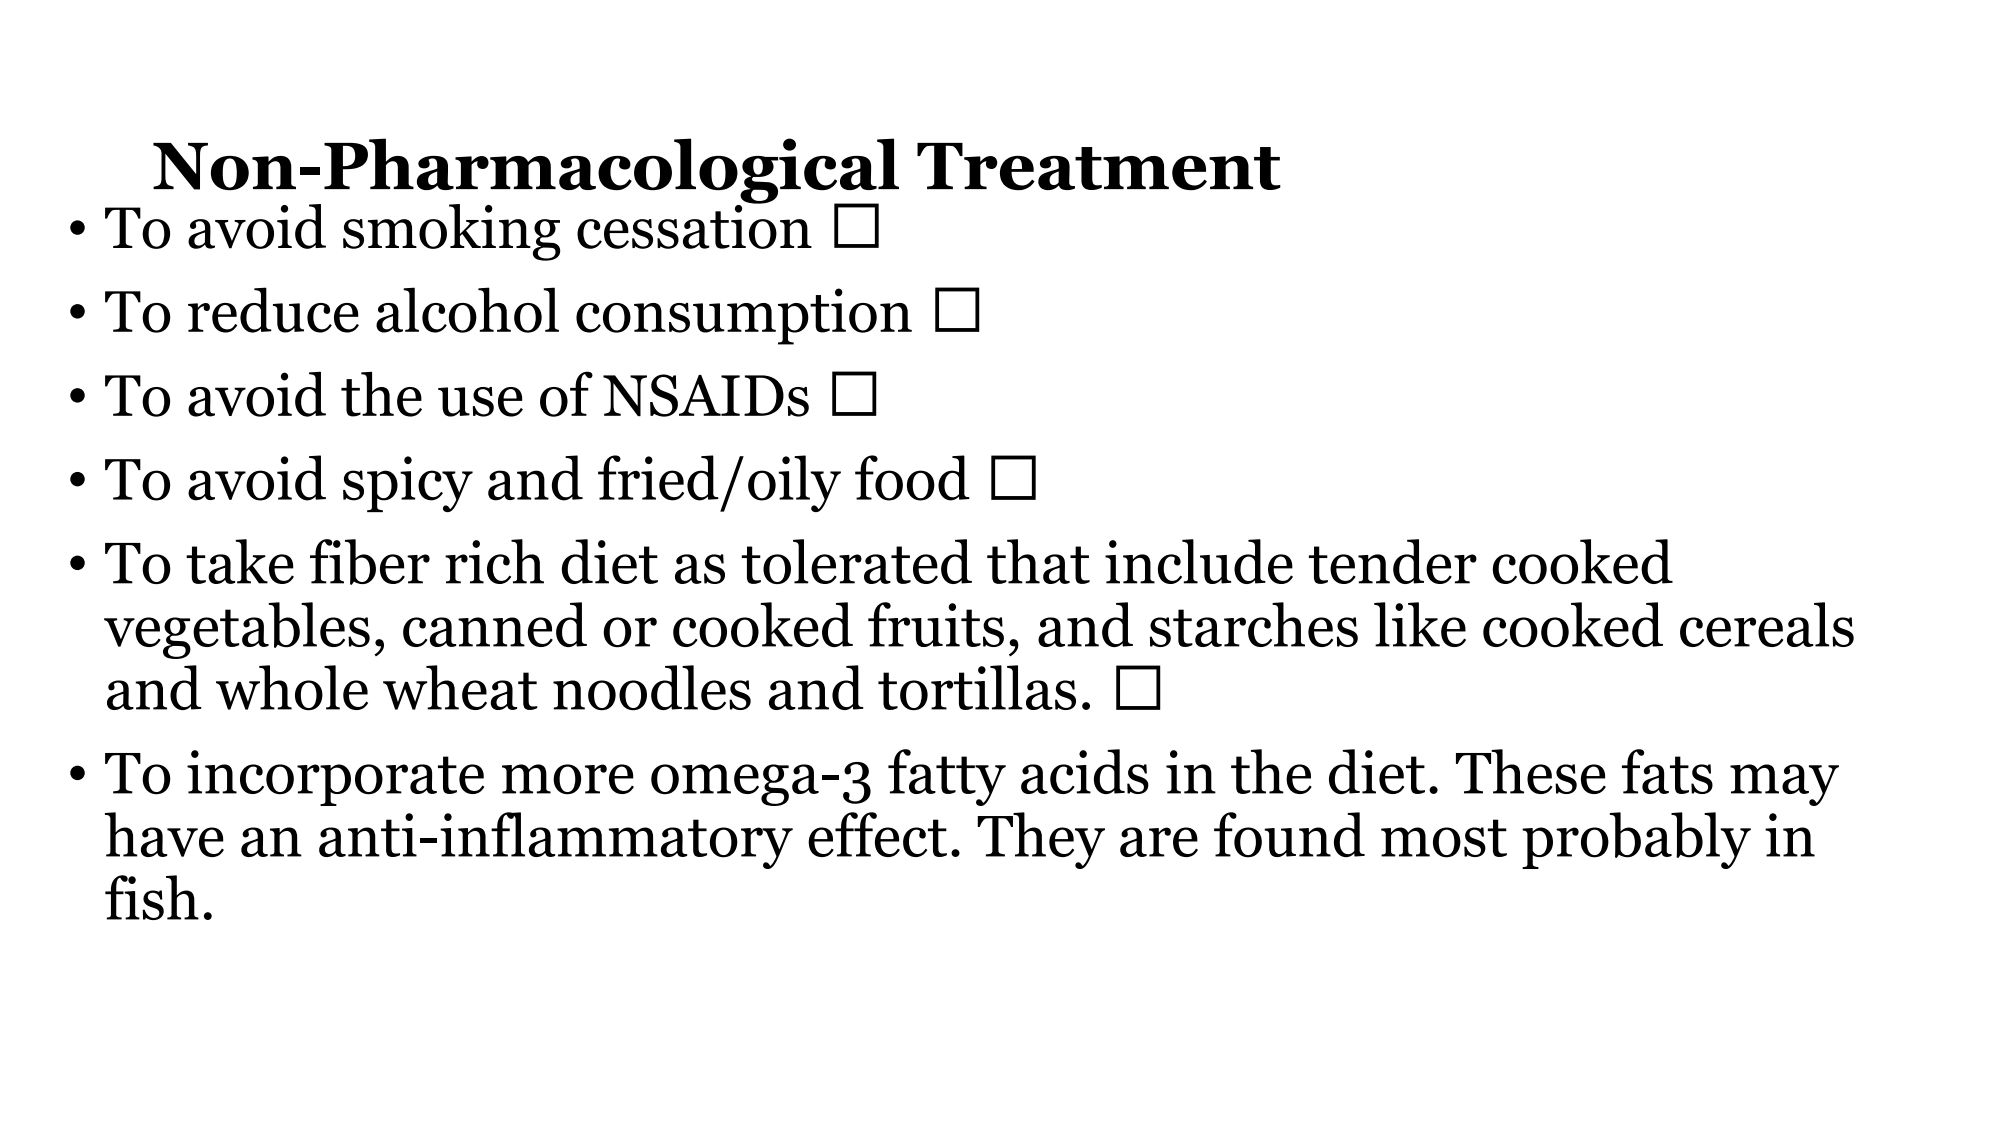 Non-Pharmacological Treatment
• To avoid smoking cessation ☐
• To reduce alcohol consumption ☐
• To avoid the use of NSAIDs ☐
• To avoid spicy and fried/oily food ☐
• To take fiber rich diet as tolerated that include tender cooked
vegetables, canned or cooked fruits, and starches like cooked cereals
and whole wheat noodles and tortillas. ☐
• To incorporate more omega-3 fatty acids in the diet. These fats may
have an anti-inflammatory effect. They are found most probably in
fish.